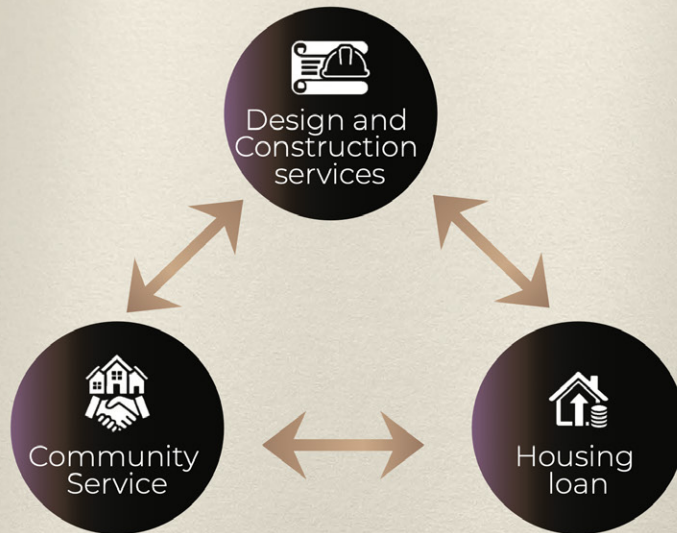 Design and
Construction
services
Community
Service
Housing
loan